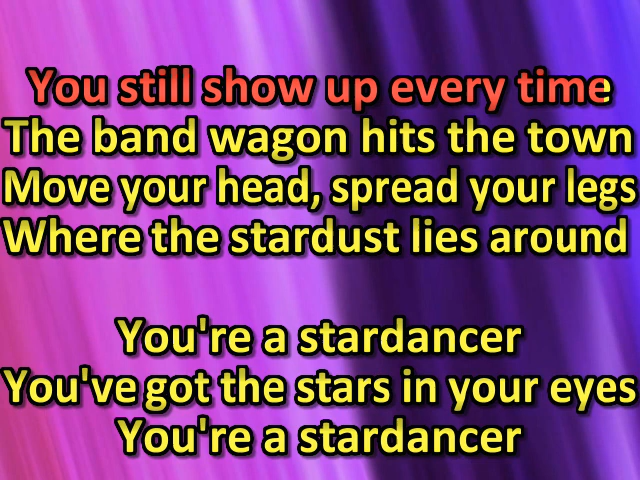 You still show up every time
The band wagon hits the town
Move your head, spread your legs
Where the stardust lies around
You're a stardancer
You've got the stars in your eyes
You're a stardancer